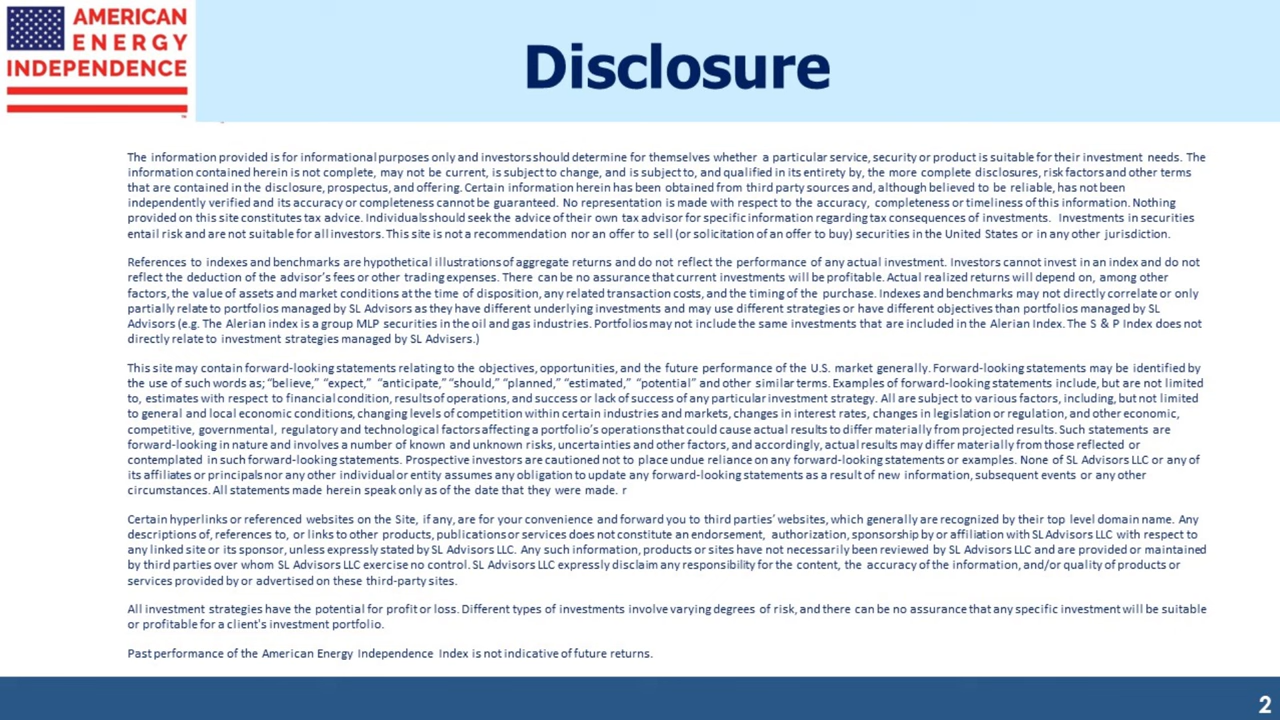 AMERICAN
ENERGY
INDEPENDENCE
Disclosure
The information provided is for informational purposes only and investors should determine for themselves whether a particular service, security or product is suitable for their investment needs. The
information contained herein is not complete, may not be current, is subject to change, and is subject to, and qualified in its entirety by, the more complete disclosures, risk factors and other terms
that are contained in the disclosure, prospectus, and offering. Certain information herein has been obtained from third party sources and, although believed to be reliable, has not been
independently verified and its accuracy or completeness cannot be guaranteed. No representation is made with respect to the accuracy, completeness or timeliness of this information. Nothing
provided on this site constitutes tax advice. Individuals should seek the advice of their own tax advisor for specific information regarding tax consequences of investments. Investments in securities
entail risk and are not suitable for all investors. This site is not a recommendation nor an offer to sell (or solicitation of an offer to buy) securities in the United States or in any other jurisdiction.
References to indexes and benchmarks are hypothetical illustrations of aggregate returns and do not reflect the performance of any actual investment. Investors cannot invest in an index and do not
reflect the deduction of the advisor's fees or other trading expenses. There can be no assurance that current investments will be profitable. Actual realized returns will depend on, among other
factors, the value of assets and market conditions at the time of disposition, any related transaction costs, and the timing of the purchase. Indexes and benchmarks may not directly correlate or only
partially relate to portfolios managed by SL Advisors as they have different underlying investments and may use different strategies or have different objectives than portfolios managed by SL
Advisors (e.g. The Alerian index is a group MLP securities in the oil and gas industries. Portfolios may not include the same investments that are included in the Alerian Index. The S & P Index does not
directly relate to investment strategies managed by SL Advisers.)
This site may contain forward-looking statements relating to the objectives, opportunities, and the future performance of the U.S. market generally. Forward-looking statements may be identified by
the use of such words as; “believe,” “expect,” “anticipate,” “should,” “planned,” “estimated,” “potential” and other similar terms. Examples of forward-looking statements include, but are not limited
to, estimates with respect to financial condition, results of operations, and success or lack of success of any particular investment strategy. All are subject to various factors, including, but not limited
to general and local economic conditions, changing levels of competition within certain industries and markets, changes in interest rates, changes in legislation or regulation, and other economic,
competitive, governmental, regulatory and technological factors affecting a portfolio's operations that could cause actual results to differ materially from projected results. Such statements are
forward-looking in nature and involves a number of known and unknown risks, uncertainties and other factors, and accordingly, actual results may differ materially from those reflected or
contemplated in such forward-looking statements. Prospective investors are cautioned not to place undue reliance on any forward-looking statements or examples. None of SL Advisors LLC or any of
its affiliates or principals nor any other individual or entity assumes any obligation to update any forward-looking statements as a result of new information, subsequent events or any other
circumstances. All statements made herein speak only as of the date that they were made. r
Certain hyperlinks or referenced websites on the Site, if any, are for your convenience and forward you to third parties’ websites, which generally are recognized by their top level domain name. Any
descriptions of, references to, or links to other products, publications or services does not constitute an endorsement, authorization, sponsorship by or affiliation with SL Advisors LLC with respect to
any linked site or its sponsor, unless expressly stated by SL Advisors LLC. Any such information, products or sites have not necessarily been reviewed by SL Advisors LLC and are provided or maintained
by third parties over whom SL Advisors LLC exercise no control. SL Advisors LLC expressly disclaim any responsibility for the content, the accuracy of the information, and/or quality of products or
services provided by or advertised on these third-party sites.
All investment strategies have the potential for profit or loss. Different types of investments involve varying degrees of risk, and there can be no assurance that any specific investment will be suitable
or profitable for a client's investment portfolio.
Past performance of the American Energy Independence Index is not indicative of future returns.
2